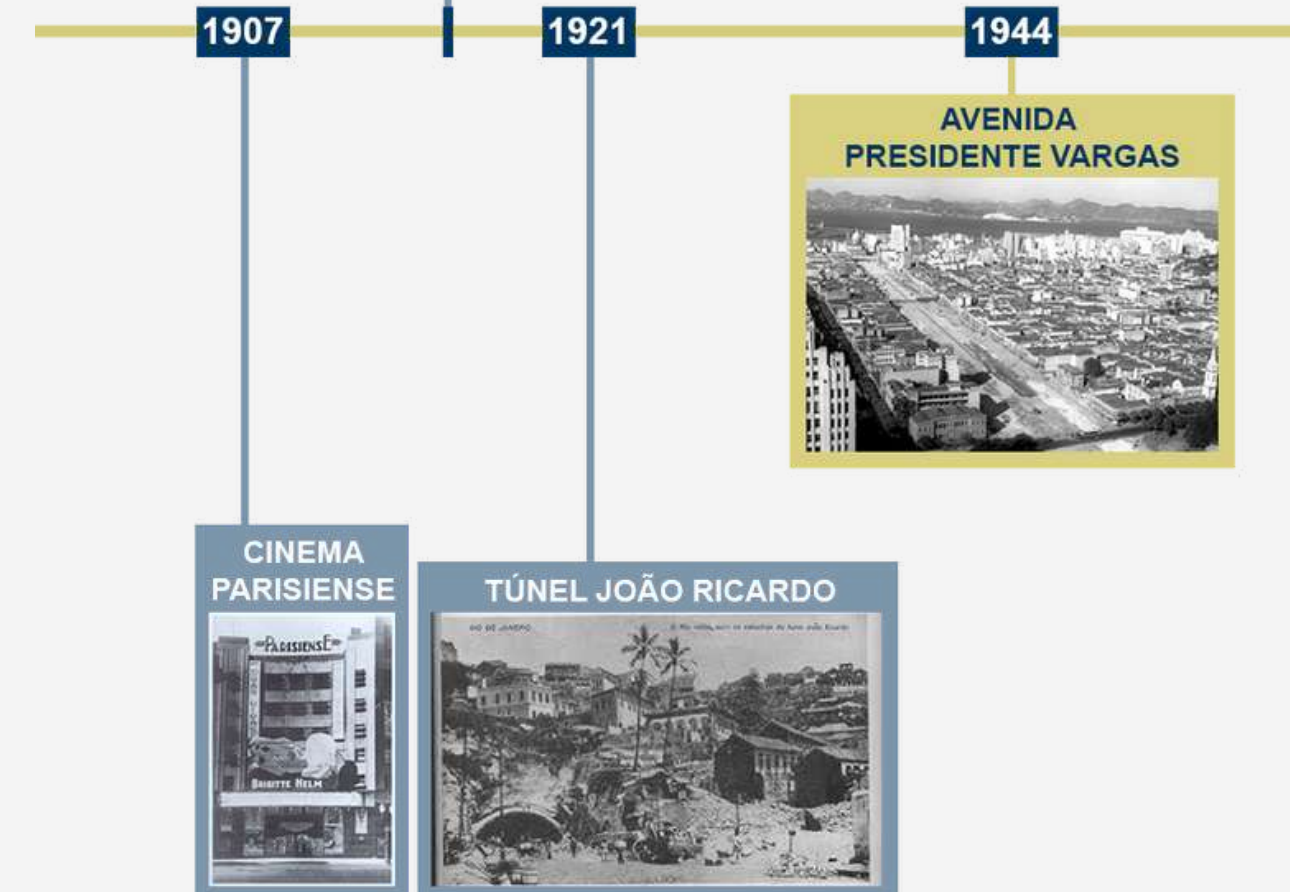 1907
1921
1944
AVENIDA
PRESIDENTE VARGAS
CINEMA
PARISIENSE
PARISIENSE
BRIGITTE HELM
TÚNEL JOÃO RICARDO
RIO DE JANEIRO